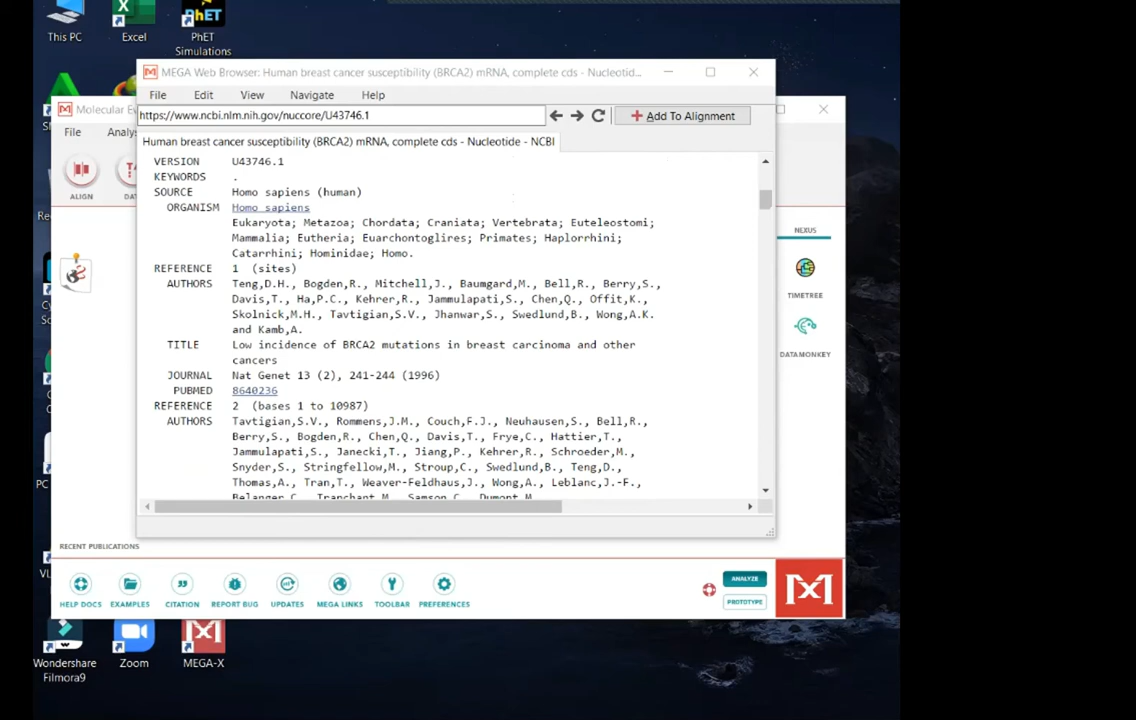 This PC
Excel
PhET
PhET
Simulations
MEGA Web Browser: Human breast cancer susceptibility (BRCA2) mRNA, complete cds - Nucleotid...
File Edit View Navigate Help
https://www.ncbi.nlm.nih.gov/nuccore/U43746.1
Add To Alignment
Human breast cancer susceptibility (BRCA2) mRNA, complete cds - Nucleotide - NCBI
Molecular
File
ALIGN
VERSION U43746.1
KEYWORDS .
SOURCE Homo sapiens (human)
ORGANISM Homo sapiens
Eukaryota; Metazoa; Chordata; Craniata; Vertebrata; Euteleostomi;
Mammalia; Eutheria; Euarchontoglires; Primates; Haplorrhini;
Catarrhini; Hominidae; Homo.
REFERENCE 1 (sites)
AUTHORS Teng,D.H., Bogden,R., Mitchell,J., Baumgard,M., Bell,R., Berry,S.,
Davis,T., Ha,P.C., Kehrer,R., Jammulapati,S., Chen,Q., Offit,K.,
Skolnick,M.H., Tavtigian,S.V., Jhanwar,S., Swedlund,B., Wong,A.K.
and Kamb,A.
TITLE Low incidence of BRCA2 mutations in breast carcinoma and other
cancers
JOURNAL Nat Genet 13 (2), 241-244 (1996)
PUBMED 8640236
REFERENCE 2 (bases 1 to 10987)
AUTHORS Tavtigian,S.V., Rommens,J.M., Couch,F.J., Neuhausen,S., Bell,R.,
Berry,S., Bogden,R., Chen,Q., Davis,T., Frye,C., Hattier,T.,
Jammulapati,S., Janecki,T., Jiang,P., Kehrer,R., Schroeder,M.,
Snyder,S., Stringfellow,M., Stroup,C., Swedlund,B., Teng,D.,
Thomas,A., Tran,T., Weaver-Feldhaus,J., Wong,A., Leblanc,J.-F.,
Belanger,C., Tranchant,M., Samson,C., Dumont,M.
NEXUS
TIMETREE
DATAMONKEY
RECENT PUBLICATIONS
HELP DOCS EXAMPLES CITATION REPORT BUG UPDATES MEGA LINKS TOOLBAR PREFERENCES
ANALYZE
PROTOTYPE
Wondershare
Filmora9
Zoom
MEGA-X